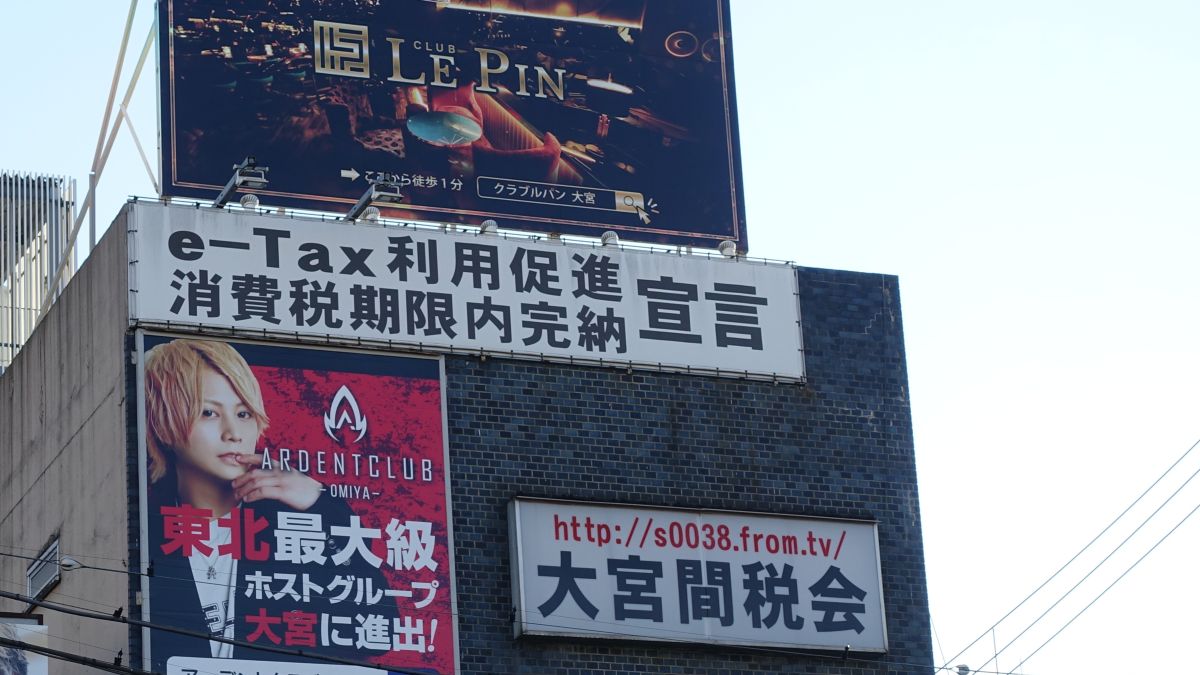 CLUB
LE PIN
ここから徒歩1分
クラブルパン 大宮
e-Tax利用促進
消費税期限内完納
宣言
ARDENTCLUB
-OMIYA-
東北最大級
ホストグループ
大宮に進出!
http://s0038.from.tv/
大宮間税会